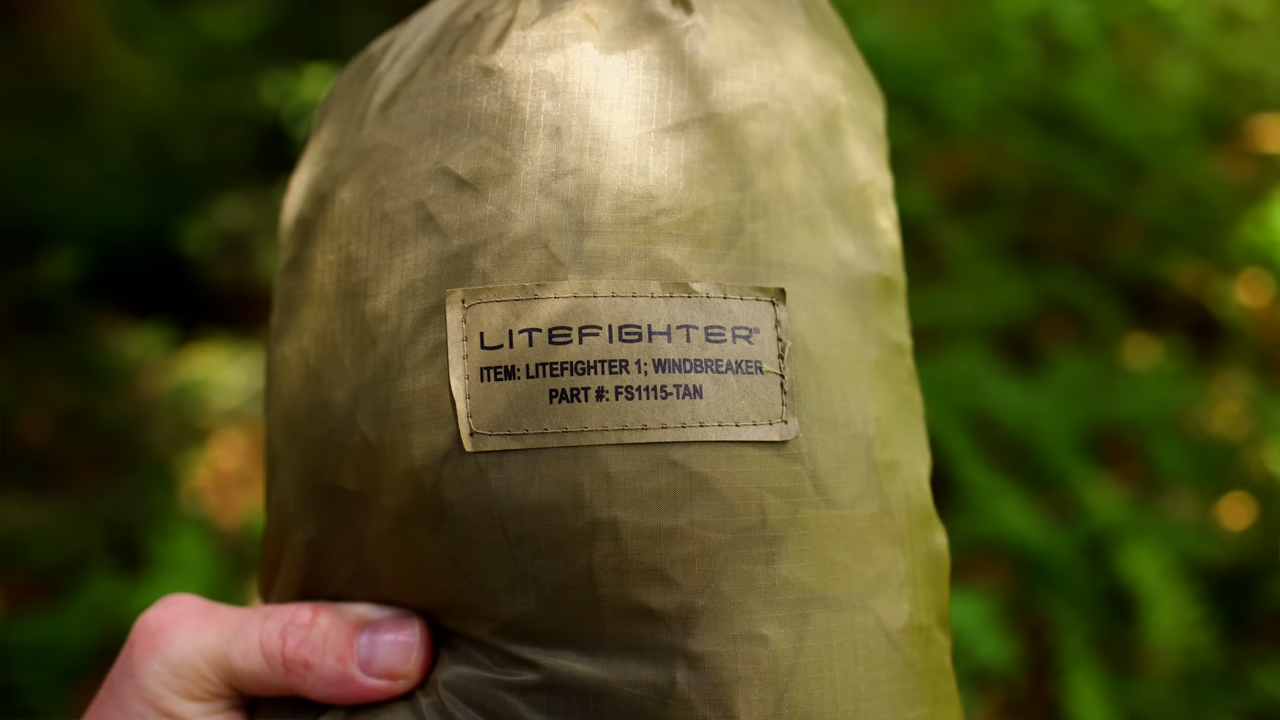 LITEFIGHTER®
ITEM: LITEFIGHTER 1; WINDBREAKER
PART #: FS1115-TAN